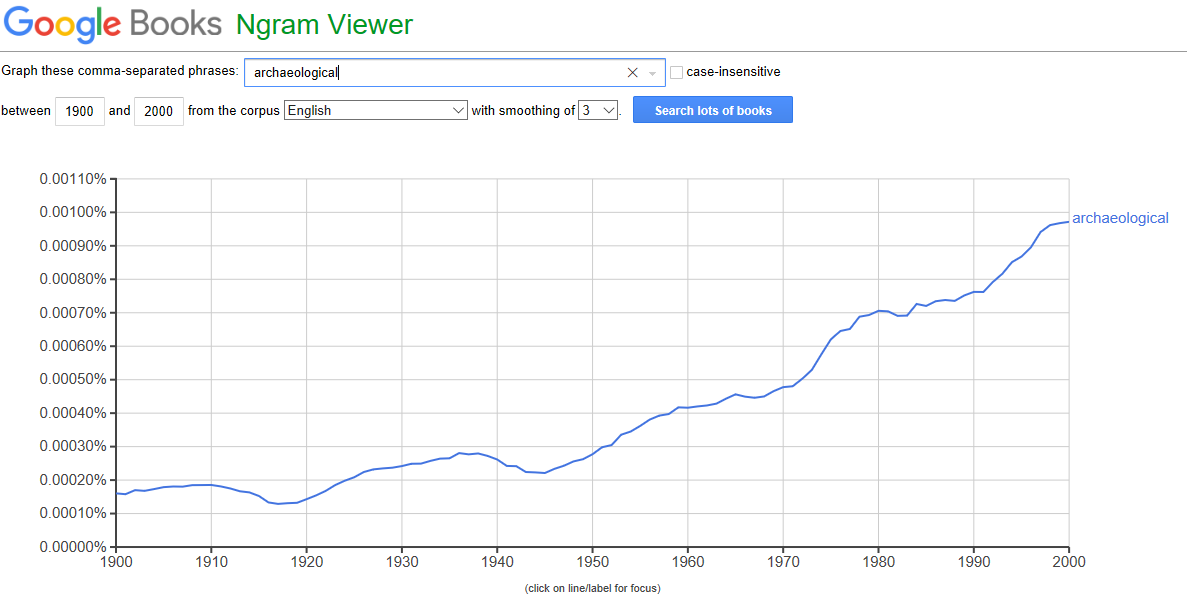 Google Books Ngram Viewer
Graph these comma-separated phrases: archaeological case-insensitive
between 1900 and 2000 from the corpus English with smoothing of 3 . Search lots of books
0.00110%
0.00100%
archaeological
0.00090%
0.00080%
0.00070%
0.00060%
0.00050%
0.00040%
0.00030%
0.00020%
0.00010%
0.00000%
1900 1910 1920 1930 1940 1950 1960 1970 1980 1990 2000
(click on line/label for focus)